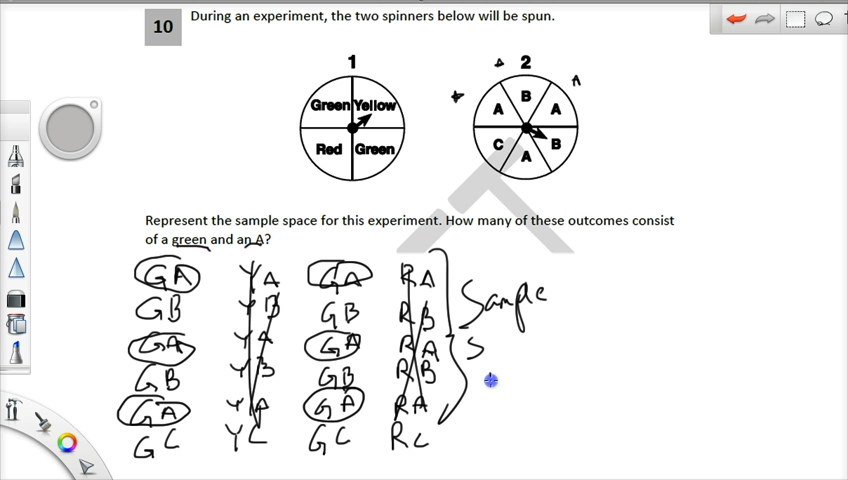 10
During an experiment, the two spinners below will be spun.
1
2
Green Yellow
Red Green
B
A A
C B
A
A
Represent the sample space for this experiment. How many of these outcomes consist
of a green and an A?
GA YA GA RA
GB YB GB RB
GA YA GA RA
GB YB GB RB
GA YA GA RA
GC YC GC RC
Sample
S